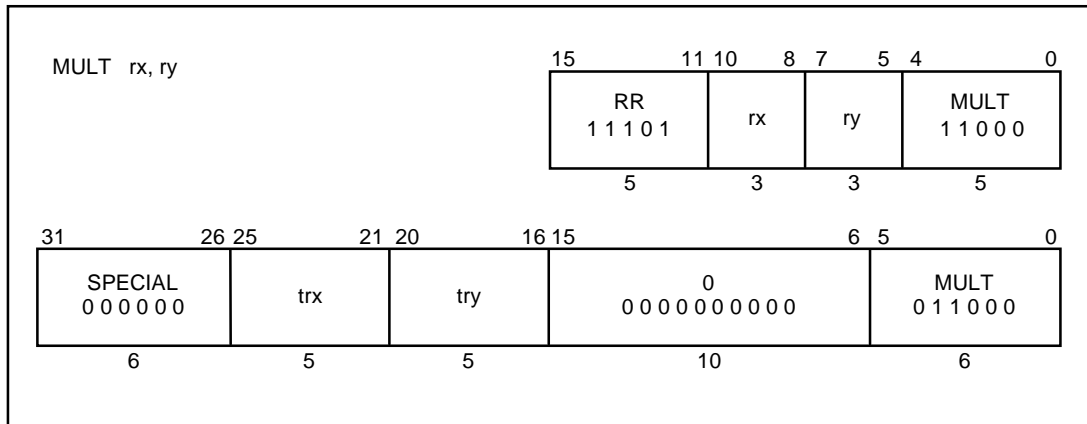 MULT rx, ry
15 11 10 8 7 5 4 0
RR rx ry MULT
1 1 1 0 1 1 1 0 0 0
5 3 3 5
31 26 25 21 20 16 15 6 5 0
SPECIAL trx try 0 MULT
0 0 0 0 0 0 0 0 0 0 0 0 0 0 0 0 0 1 1 0 0 0
6 5 5 10 6